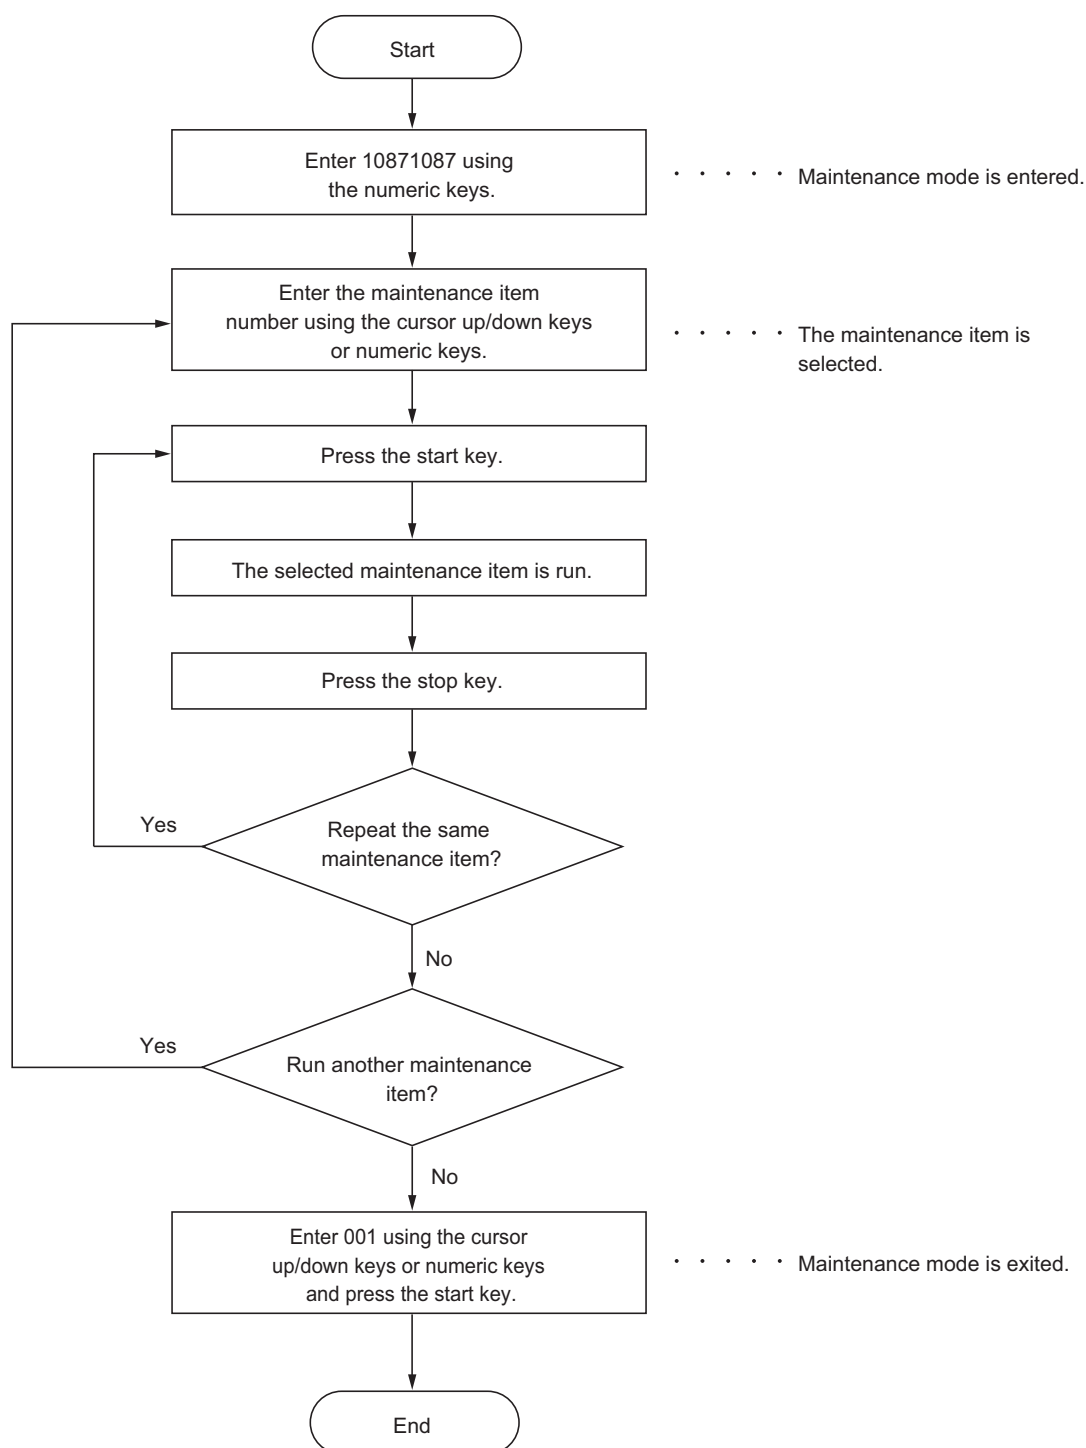 Start
Enter 10871087 using
the numeric keys.
· · · · · Maintenance mode is entered.
Enter the maintenance item
number using the cursor up/down keys
or numeric keys.
· · · · · The maintenance item is
selected.
Press the start key.
The selected maintenance item is run.
Press the stop key.
Yes
Repeat the same
maintenance item?
No
Yes
Run another maintenance
item?
No
Enter 001 using the cursor
up/down keys or numeric keys
and press the start key.
· · · · · Maintenance mode is exited.
End